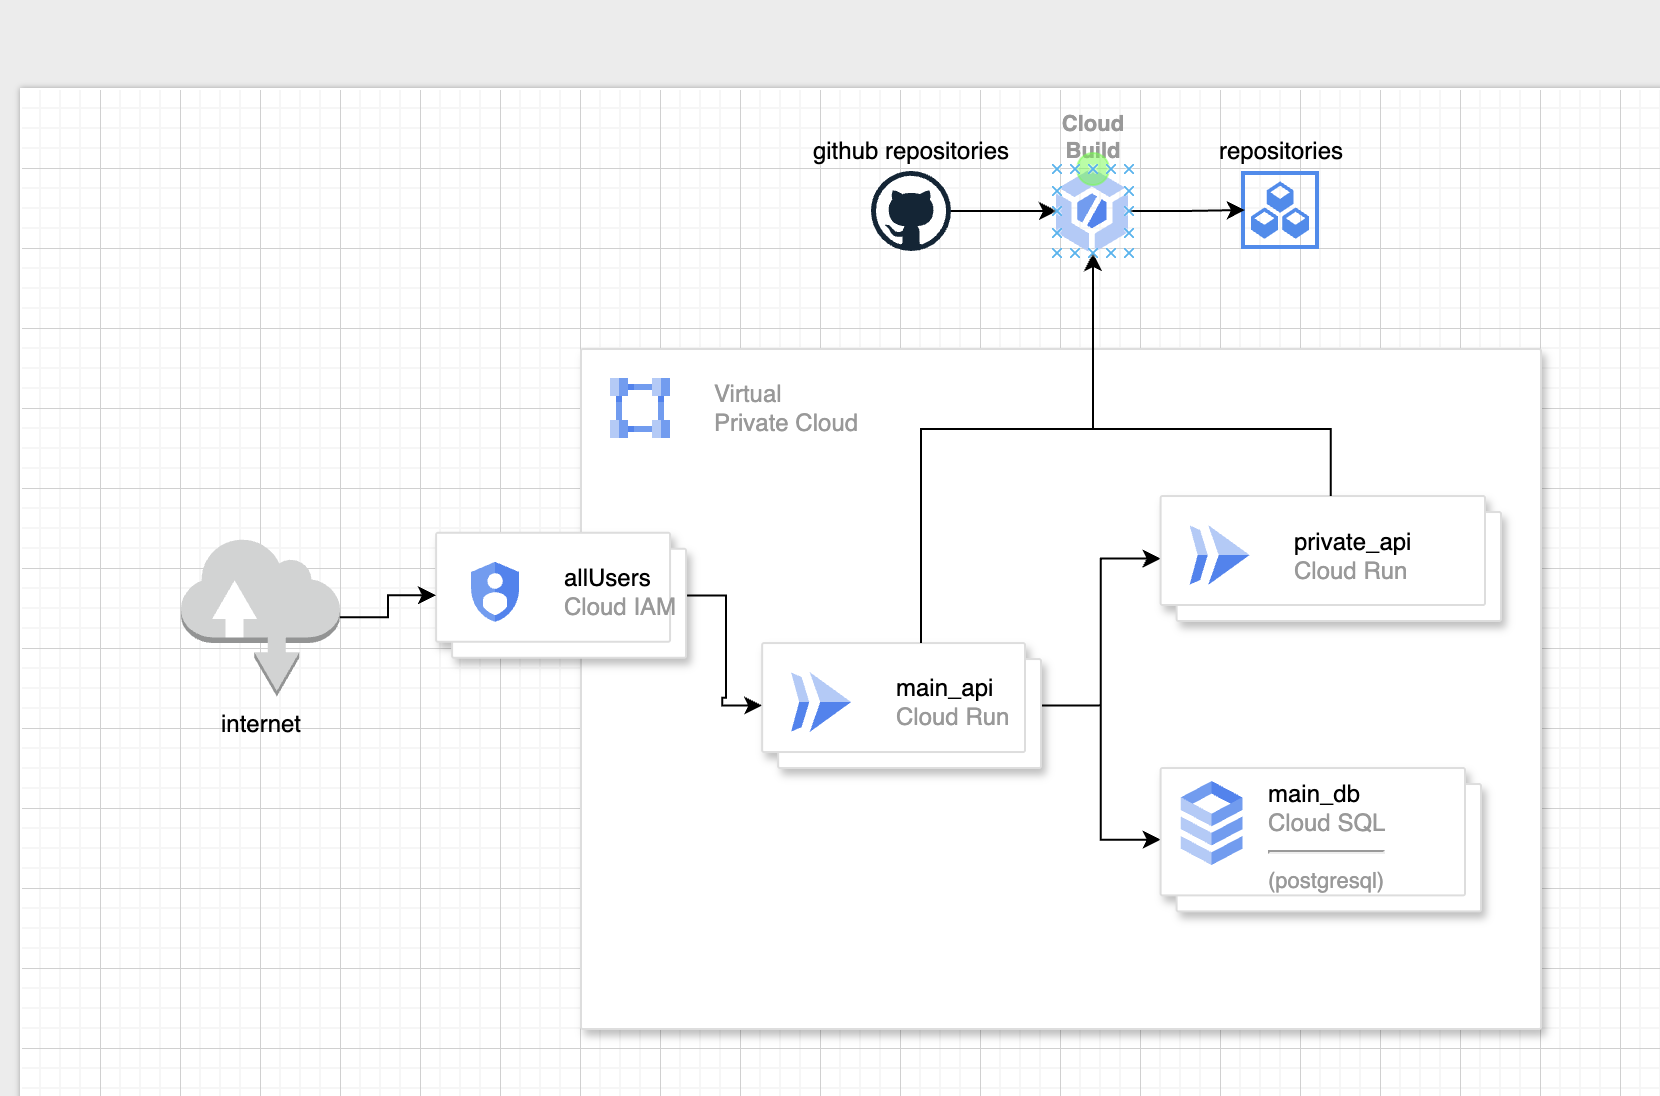 Cloud
Build
github repositories
repositories
Virtual
Private Cloud
private_api
Cloud Run
allUsers
Cloud IAM
main_api
Cloud Run
internet
main_db
Cloud SQL
(postgresql)